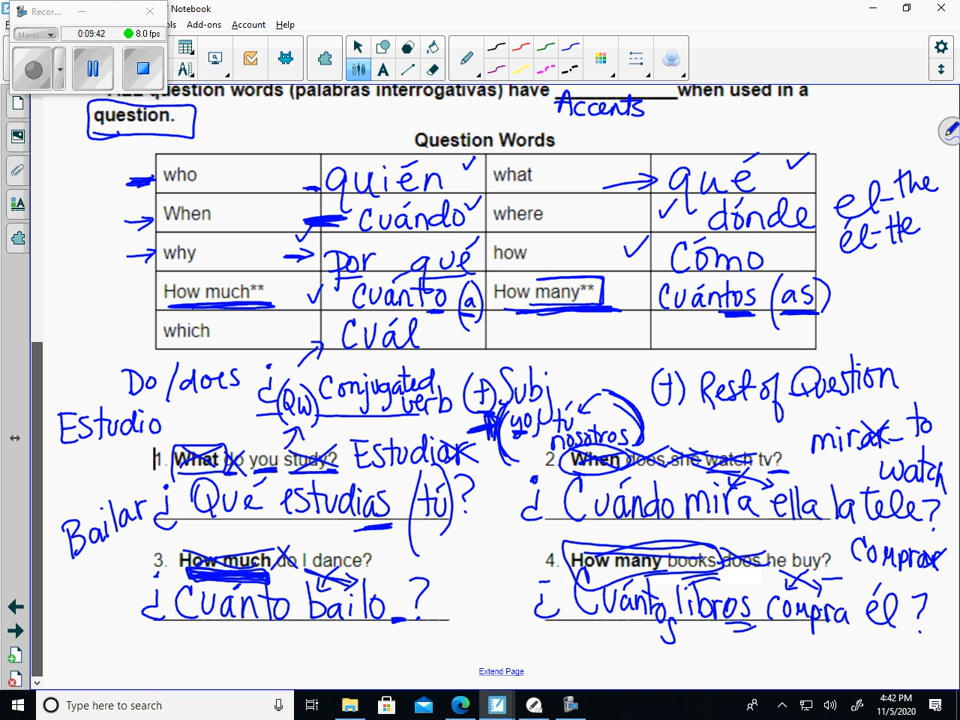 Recor...
Notebook
Menu
0:09:42
8.0 fps
ols Add-ons Account Help
ALL question words (palabras interrogativas) have Accents when used in a
question.
Question Words
who quién what qué
When cuándo where dónde
why por qué how cómo
How much** cuánto (a) How many** cuántos (as)
which cuál
el-the
él-He
Do/does ¿(QW) Conjugated verb (+) Subj (+) Rest of Question
(yo, tú nosotros)
Estudio
1. What do you study? Estudiar
¿Qué estudias (tú)?
2. When does she watch tv?
mirar - to watch
¿Cuándo mira ella la tele?
Bailar
3. How much do I dance?
¿Cuánto bailo_?
4. How many books does he buy?
comprar
¿Cuántos libros compra él?
Extend Page
Type here to search
4:42 PM
11/5/2020